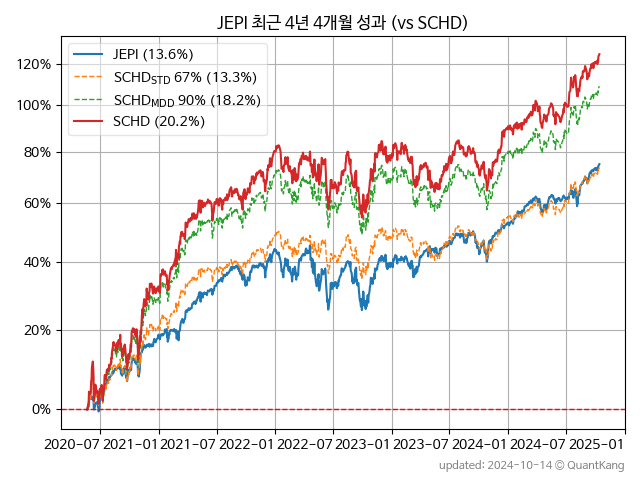 JEPI 최근 4년 4개월 성과 (vs SCHD)
JEPI (13.6%)
SCHD_STD 67% (13.3%)
SCHD_MDD 90% (18.2%)
SCHD (20.2%)
120%
100%
80%
60%
40%
20%
0%
2020-07 2021-01 2021-07 2022-01 2022-07 2023-01 2023-07 2024-01 2024-07 2025-01
updated: 2024-10-14 © QuantKang